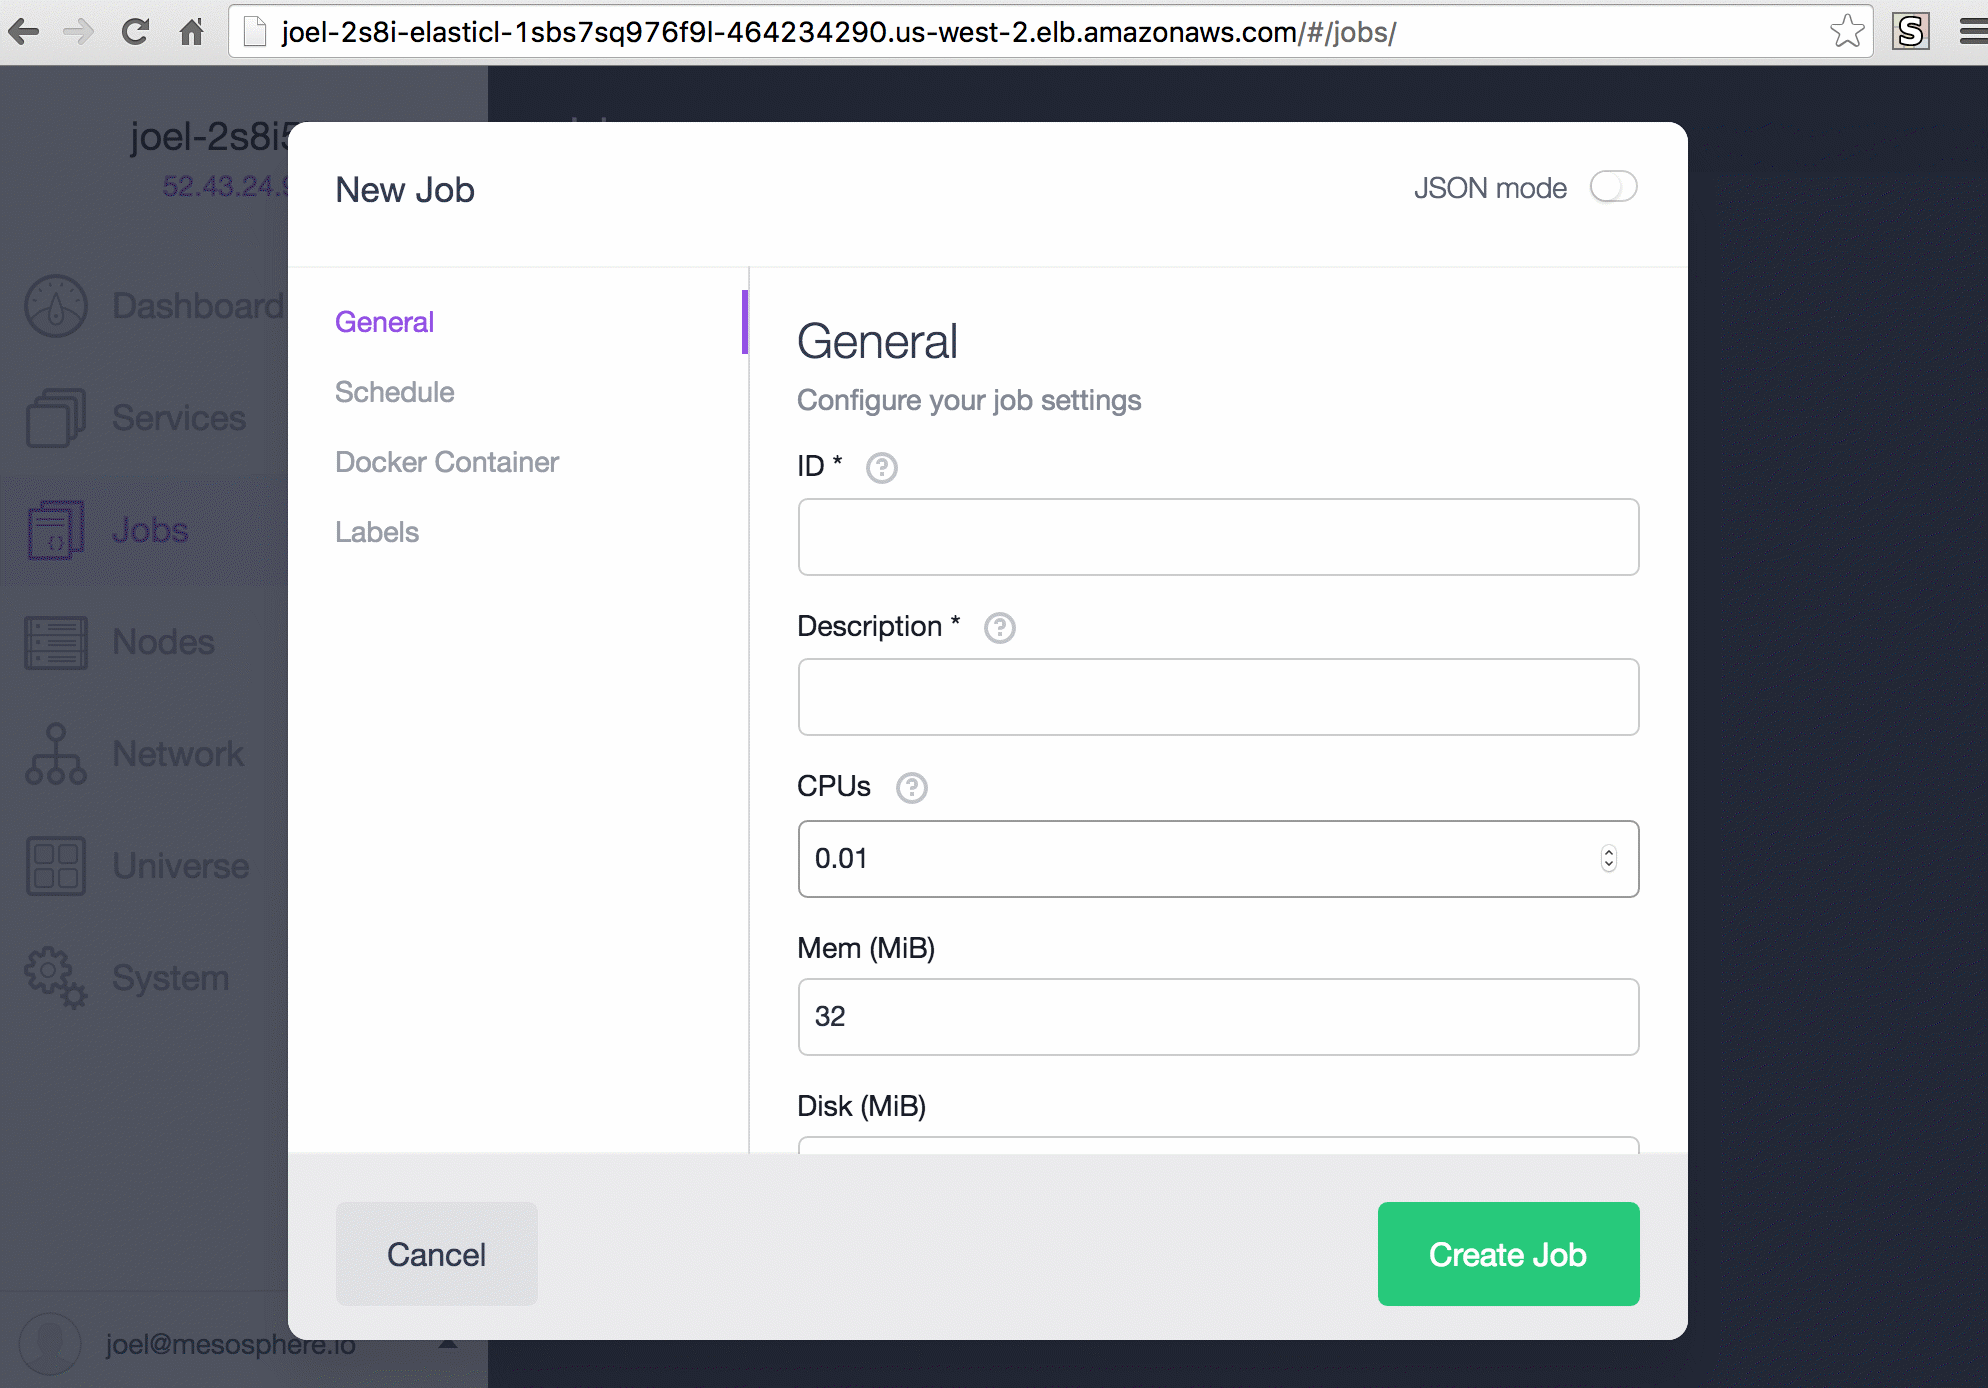 joel-2s8i-elasticl-1sbs7sq976f9l-464234290.us-west-2.elb.amazonaws.com/#/jobs/
S
joel-2s8i5
52.43.24.9
Dashboard
Services
Jobs
{}
Nodes
Network
Universe
System
joel@mesosphere.io
New Job
JSON mode
General
Schedule
Docker Container
Labels
General
Configure your job settings
ID * ?
Description * ?
CPUs ?
0.01
Mem (MiB)
32
Disk (MiB)
Cancel
Create Job